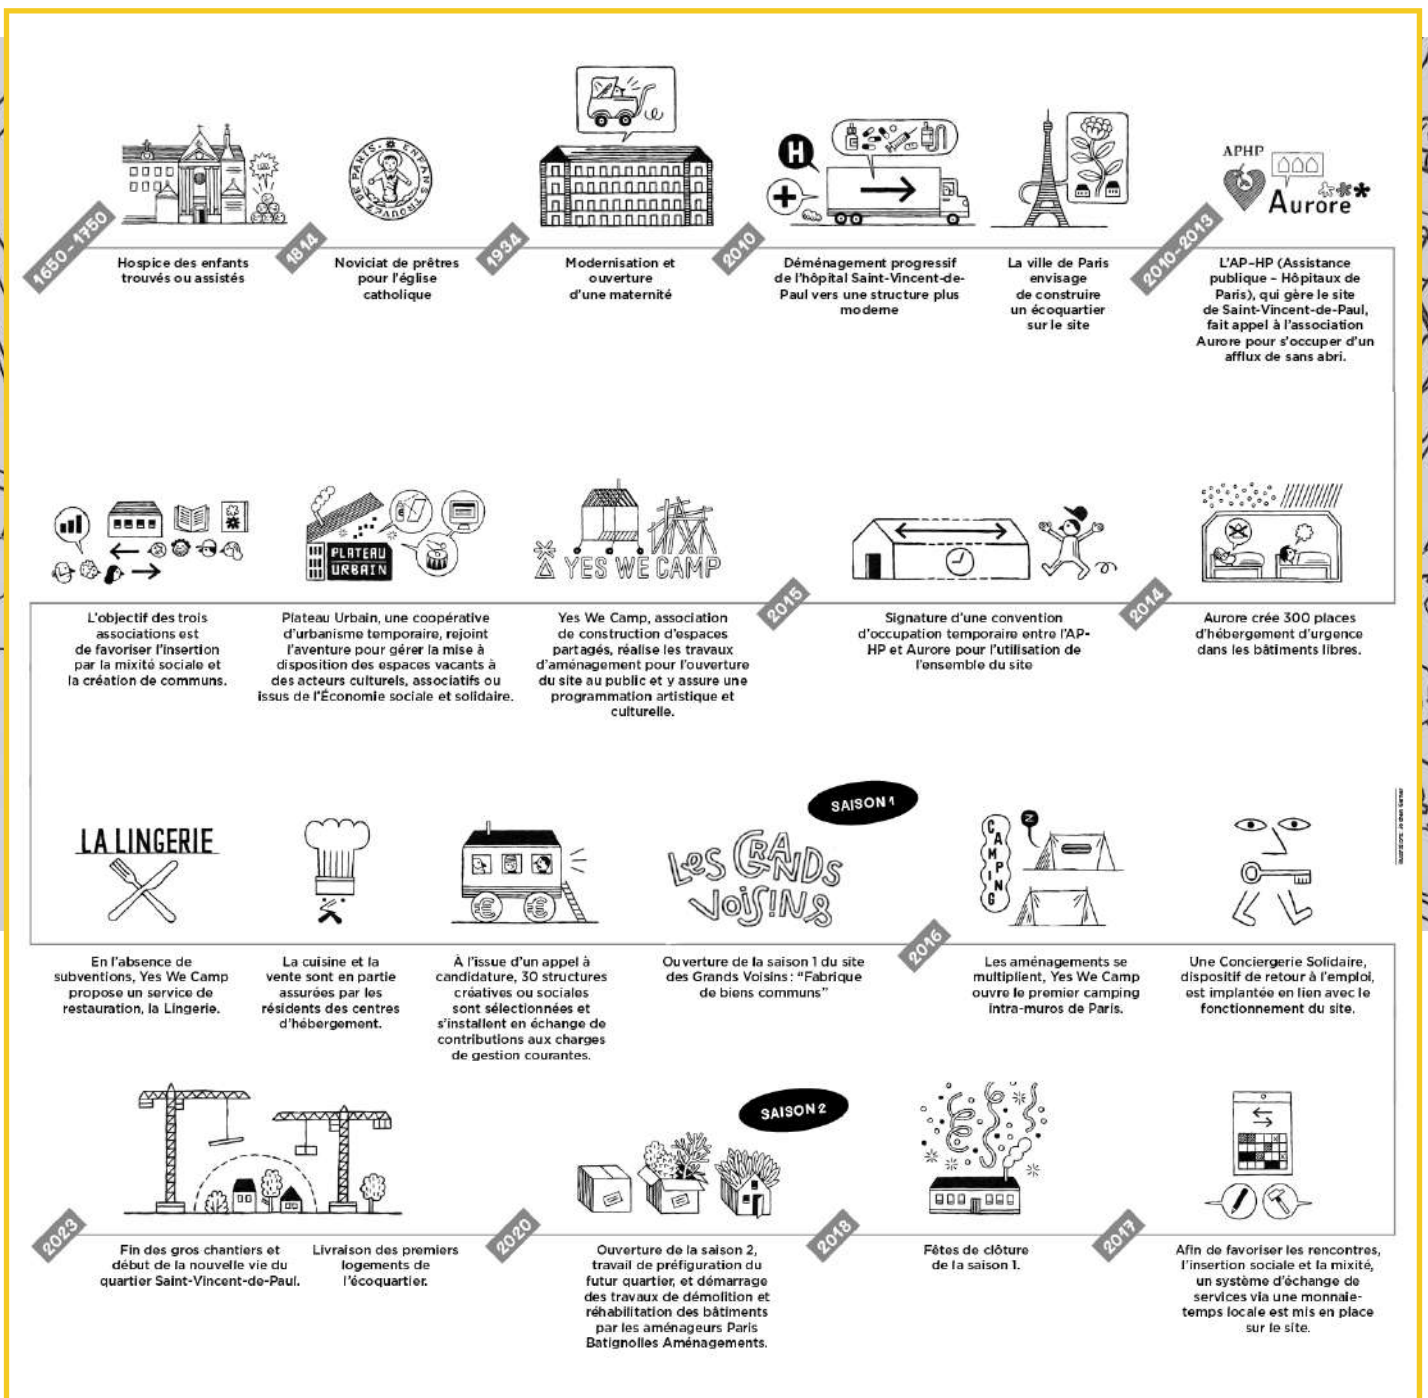 1650-1750
Hospice des enfants
trouvés ou assistés
ENFANS TROUVEZ DE PARIS
1814
Noviciat de prêtres
pour l'église
catholique
1934
Modernisation et
ouverture
d'une maternité
H
2010
Déménagement progressif
de l'hôpital Saint-Vincent-de-
Paul vers une structure plus
moderne
La ville de Paris
envisage
de construire
un écoquartier
sur le site
APHP
Aurore
2010-2013
L'AP-HP (Assistance
publique - Hôpitaux de
Paris), qui gère le site
de Saint-Vincent-de-Paul,
fait appel à l'association
Aurore pour s'occuper d'un
afflux de sans abri.
2014
Aurore crée 300 places
d'hébergement d'urgence
dans les bâtiments libres.
Signature d'une convention
d'occupation temporaire entre l'AP-
HP et Aurore pour l'utilisation de
l'ensemble du site
2015
YES WE CAMP
Yes We Camp, association
de construction d'espaces
partagés, réalise les travaux
d'aménagement pour l'ouverture
du site au public et y assure une
programmation artistique et
culturelle.
PLATEAU
URBAIN
Plateau Urbain, une coopérative
d'urbanisme temporaire, rejoint
l'aventure pour gérer la mise à
disposition des espaces vacants à
des acteurs culturels, associatifs ou
issus de l'Économie sociale et solidaire.
L'objectif des trois
associations est
de favoriser l'insertion
par la mixité sociale et
la création de communs.
LA LINGERIE
En l'absence de
subventions, Yes We Camp
propose un service de
restauration, la Lingerie.
La cuisine et la
vente sont en partie
assurées par les
résidents des centres
d'hébergement.
€ €
À l'issue d'un appel à
candidature, 30 structures
créatives ou sociales
sont sélectionnées et
s'installent en échange de
contributions aux charges
de gestion courantes.
SAISON 1
LES GRANDS
VOISINS
Ouverture de la saison 1 du site
des Grands Voisins : "Fabrique
de biens communs"
2016
CAMPING
Z
Les aménagements se
multiplient, Yes We Camp
ouvre le premier camping
intra-muros de Paris.
Une Conciergerie Solidaire,
dispositif de retour à l'emploi,
est implantée en lien avec le
fonctionnement du site.
2017
Afin de favoriser les rencontres,
l'insertion sociale et la mixité,
un système d'échange de
services via une monnaie-
temps locale est mis en place
sur le site.
Fêtes de clôture
de la saison 1.
2018
SAISON 2
Ouverture de la saison 2,
travail de préfiguration du
futur quartier, et démarrage
des travaux de démolition et
réhabilitation des bâtiments
par les aménageurs Paris
Batignolles Aménagements.
2020
Livraison des premiers
logements de
l'écoquartier.
2023
Fin des gros chantiers et
début de la nouvelle vie du
quartier Saint-Vincent-de-Paul.